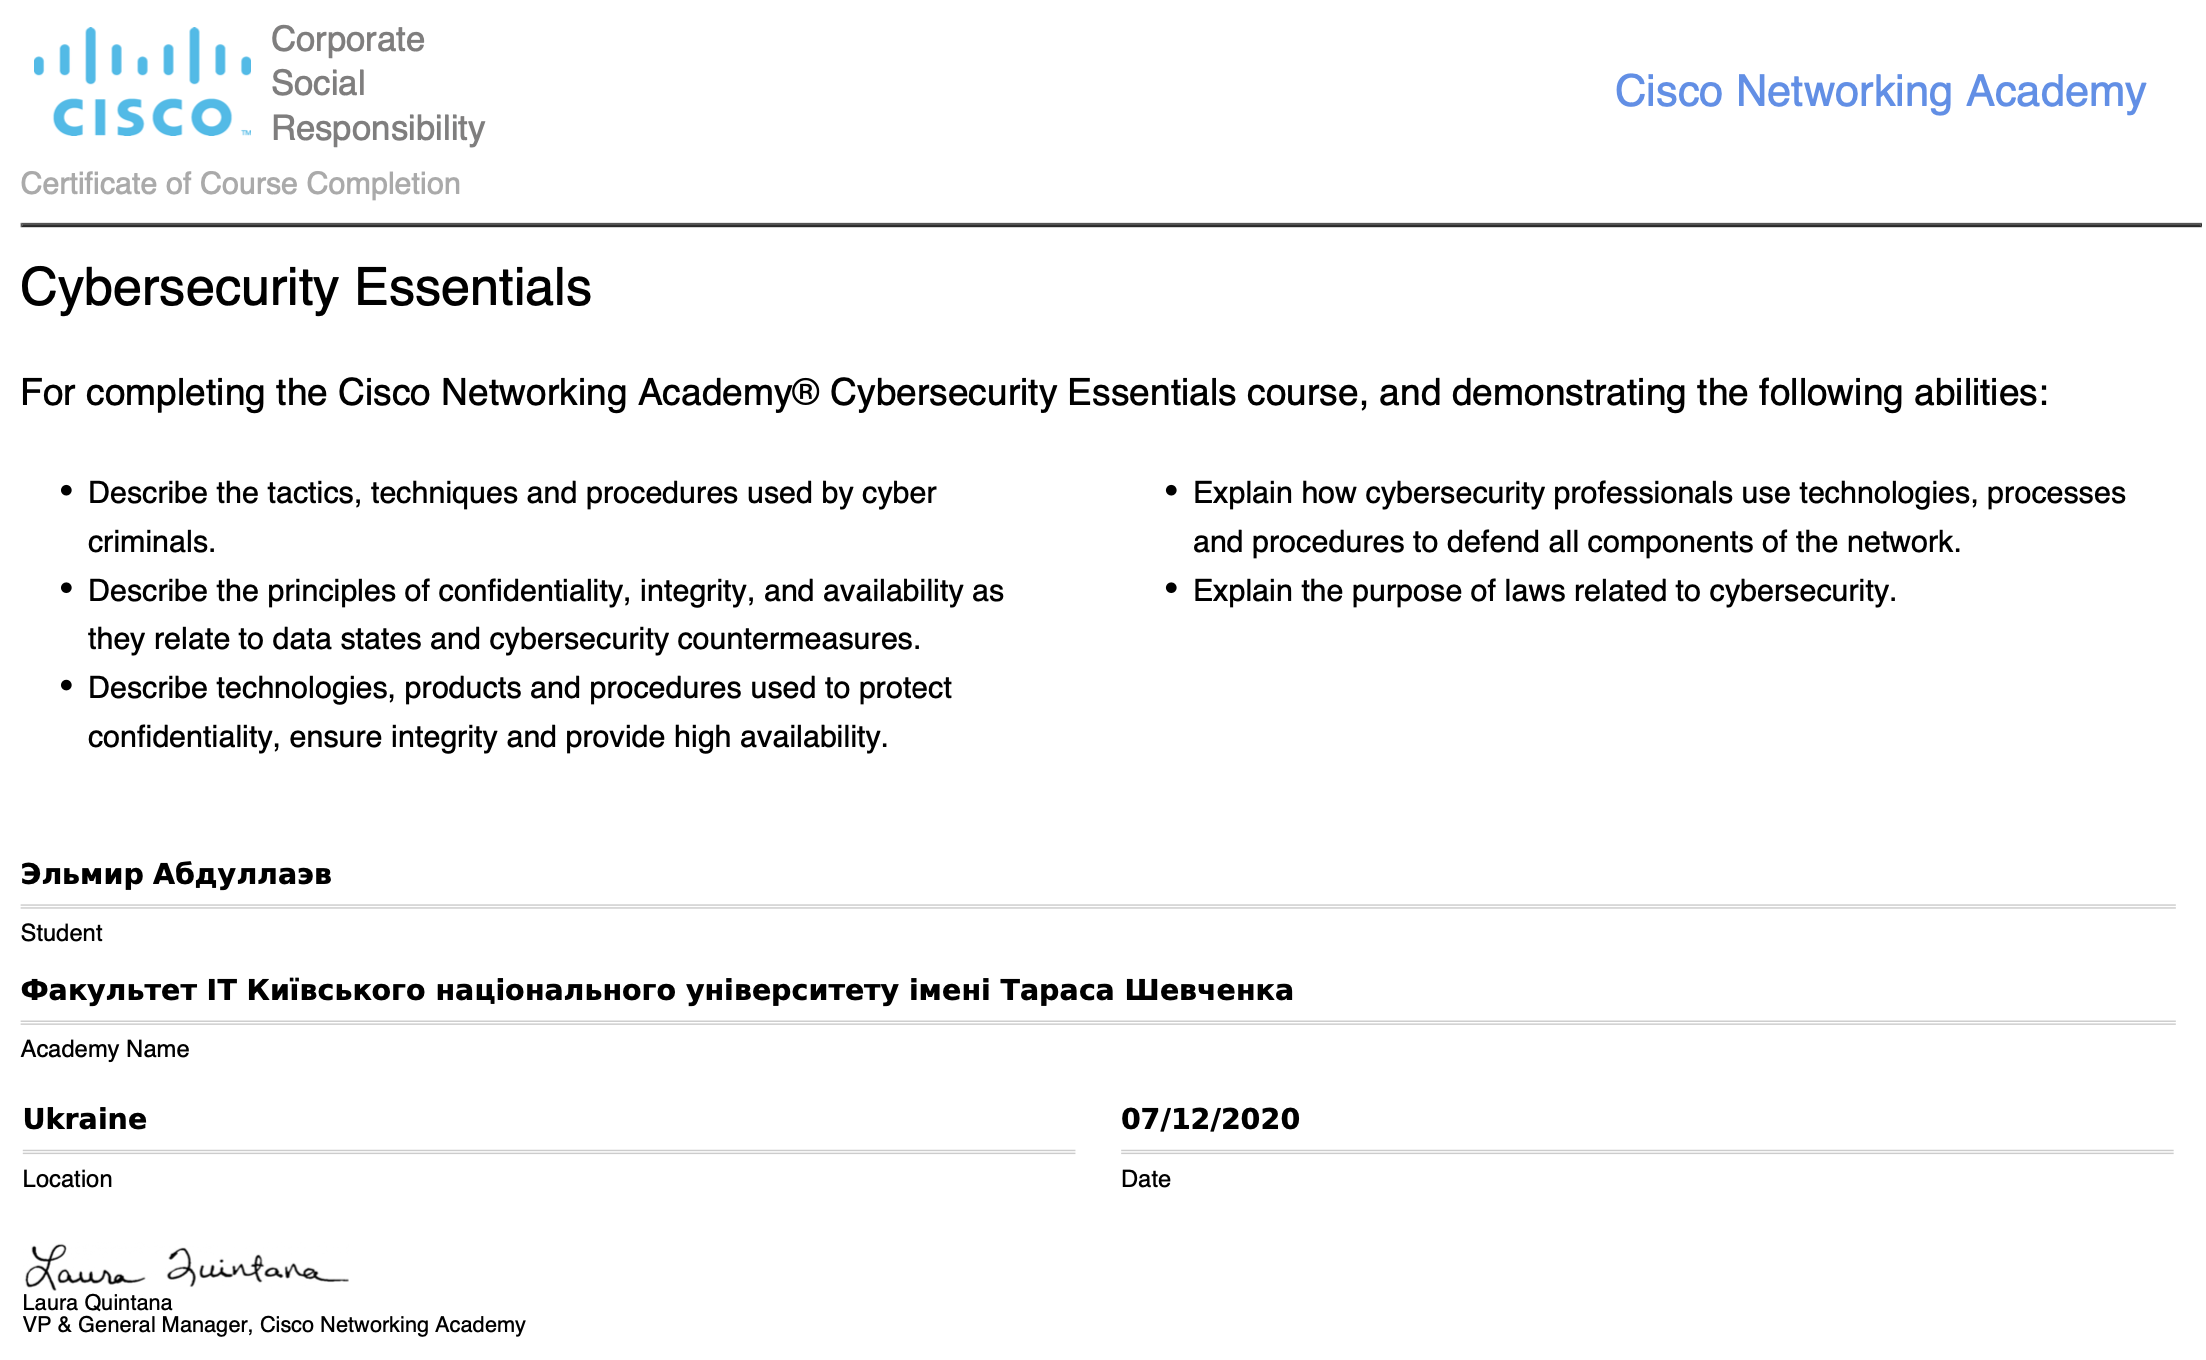 CISCO™
Corporate
Social
Responsibility
Cisco Networking Academy
Certificate of Course Completion
Cybersecurity Essentials
For completing the Cisco Networking Academy® Cybersecurity Essentials course, and demonstrating the following abilities:
• Describe the tactics, techniques and procedures used by cyber
criminals.
• Describe the principles of confidentiality, integrity, and availability as
they relate to data states and cybersecurity countermeasures.
• Describe technologies, products and procedures used to protect
confidentiality, ensure integrity and provide high availability.
• Explain how cybersecurity professionals use technologies, processes
and procedures to defend all components of the network.
• Explain the purpose of laws related to cybersecurity.
Эльмир Абдуллаэв
Student
Факультет ІТ Київського національного університету імені Тараса Шевченка
Academy Name
Ukraine
Location
07/12/2020
Date
Laura Quintana
Laura Quintana
VP & General Manager, Cisco Networking Academy